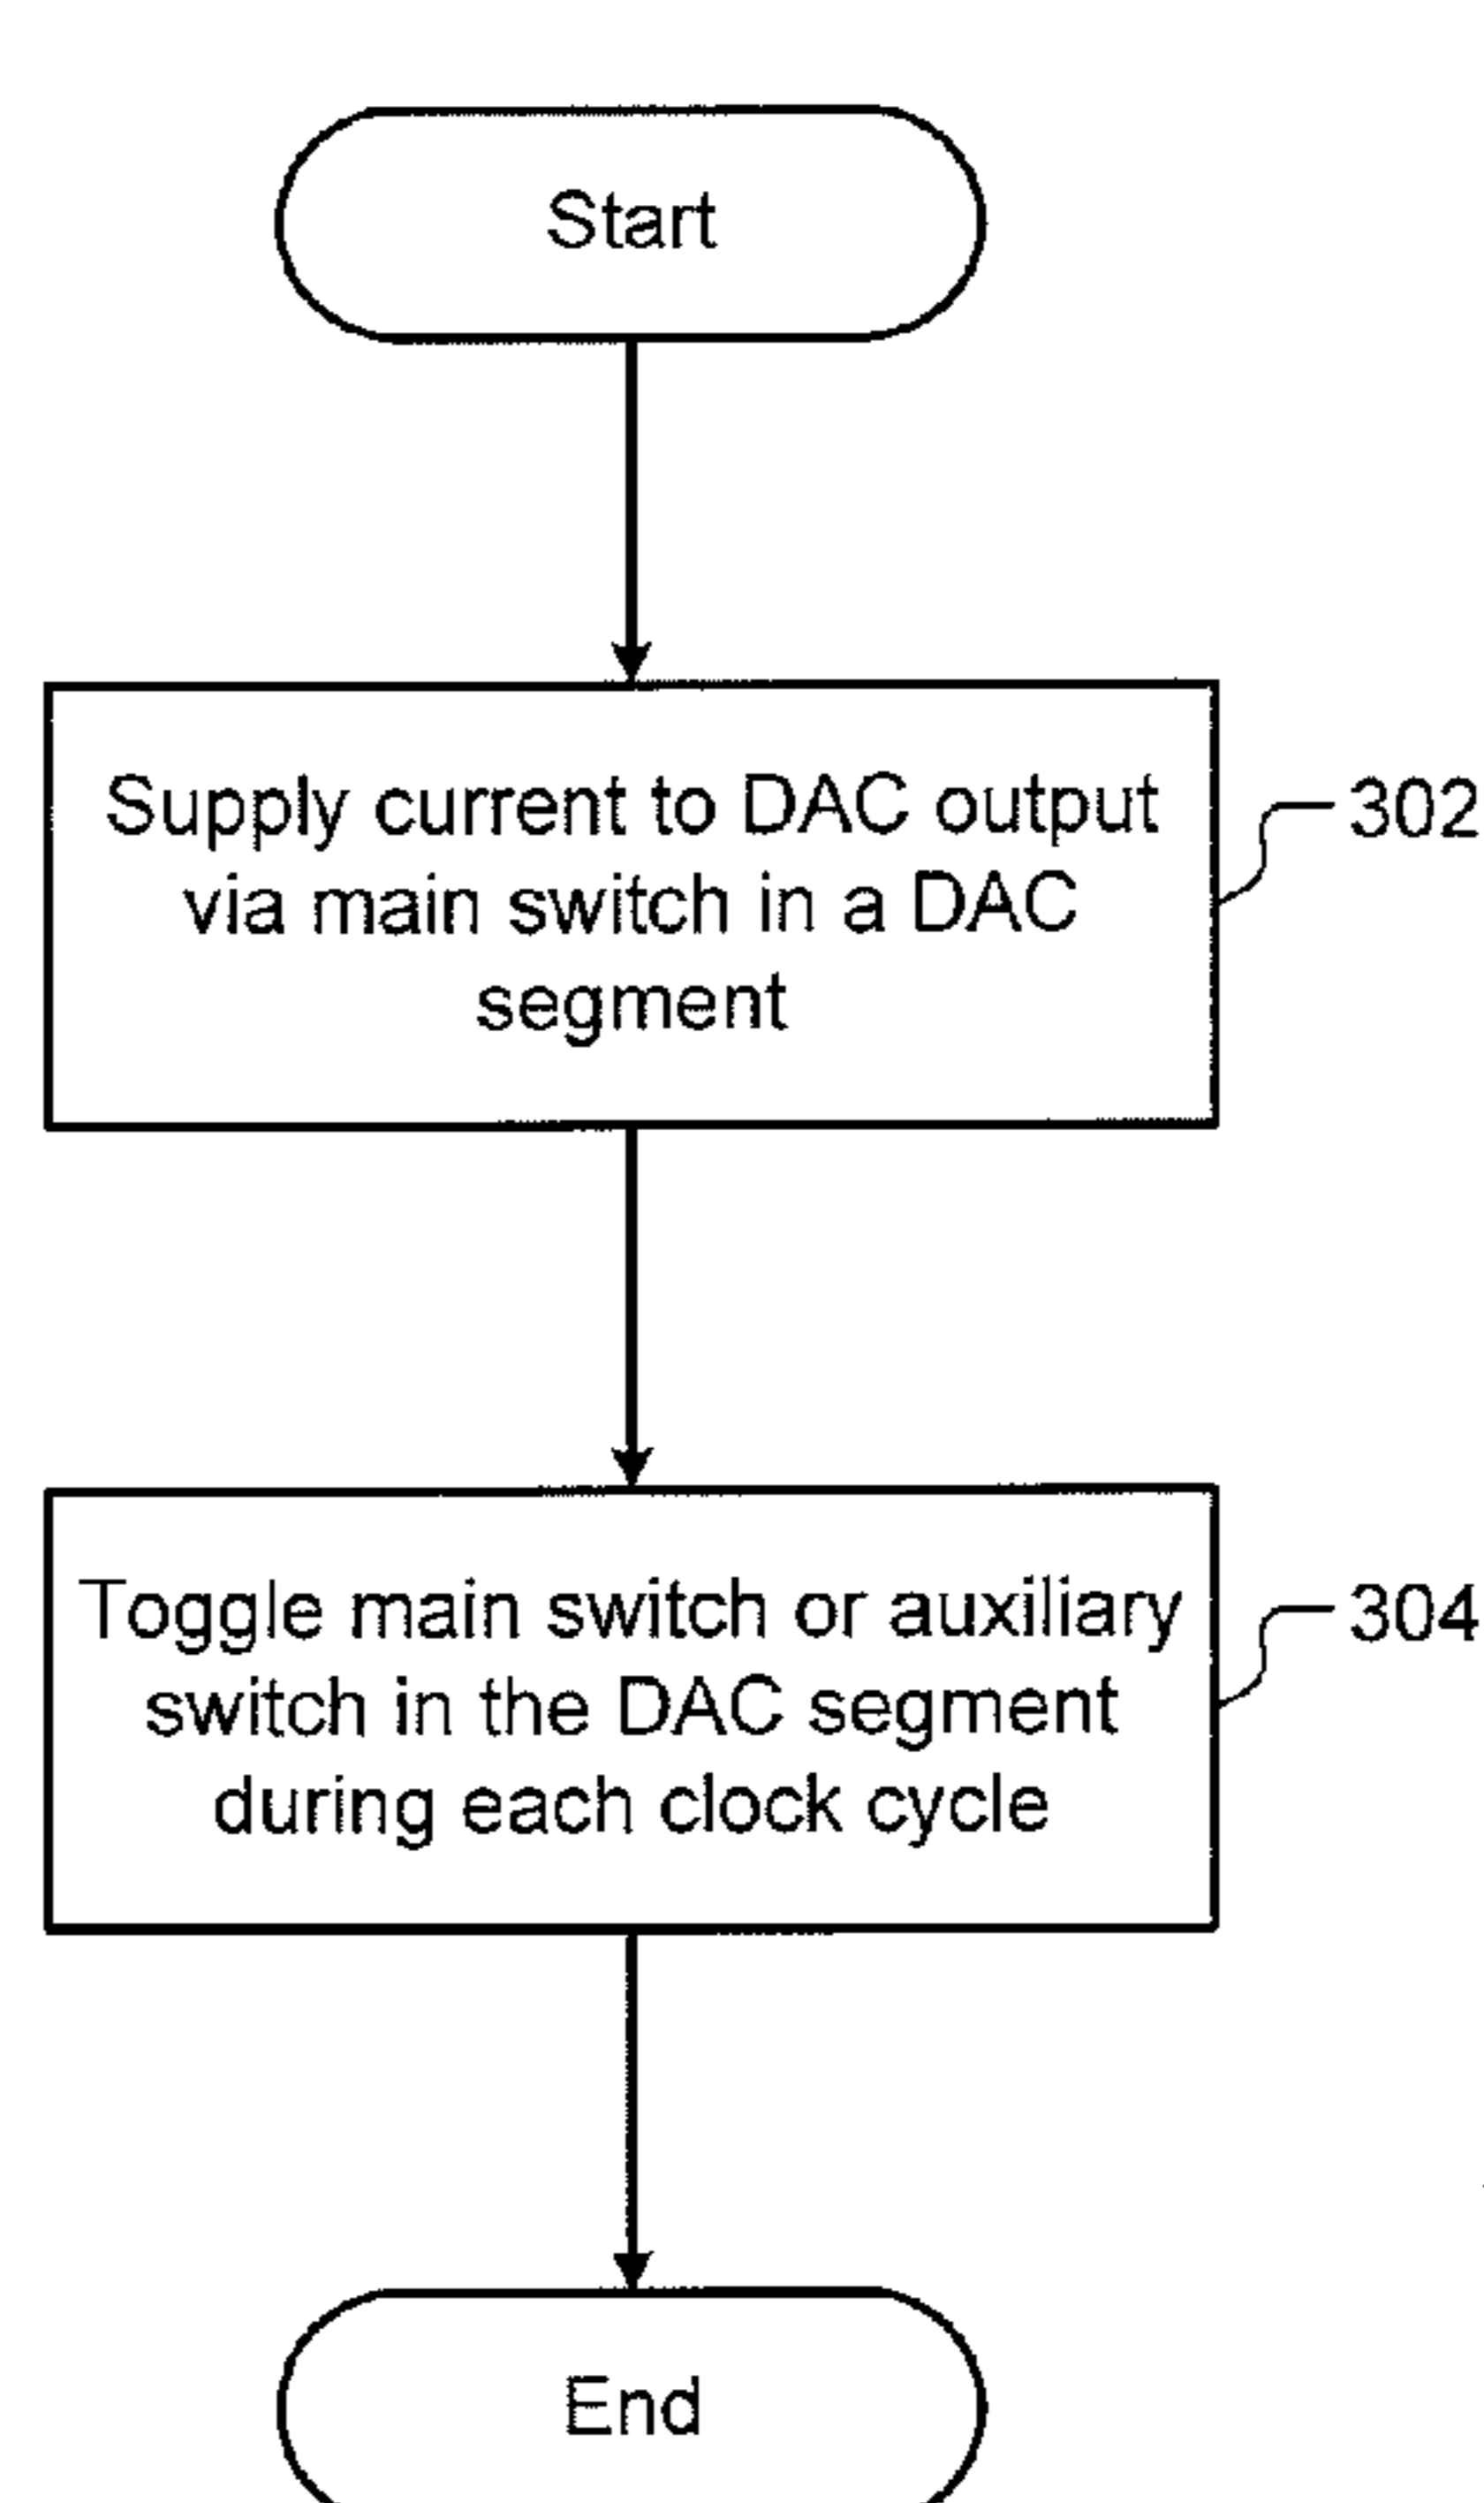 Start
Supply current to DAC output
via main switch in a DAC
segment
302
Toggle main switch or auxiliary
switch in the DAC segment
during each clock cycle
304
End